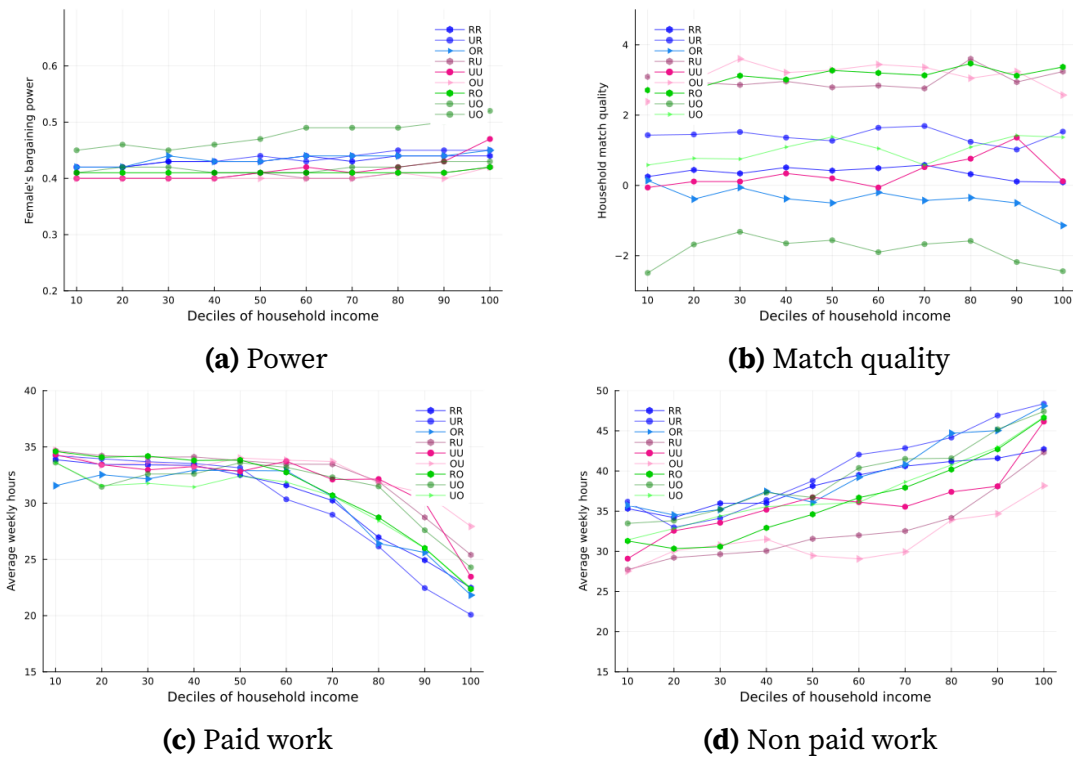 Female's bargaining power
0.6
0.5
0.4
0.3
0.2
RR
UR
OR
RU
UU
OU
RO
UO
10 20 30 40 50 60 70 80 90 100
Deciles of household income
(a) Power
Household match quality
4
2
0
−2
RR
UR
OR
RU
UU
OU
RO
UO
10 20 30 40 50 60 70 80 90 100
Deciles of household income
(b) Match quality
Average weekly hours
40
35
30
25
20
15
RR
UR
OR
RU
UU
OU
RO
UO
UO
10 20 30 40 50 60 70 80 90 100
Deciles of household income
(c) Paid work
Average weekly hours
50
45
40
35
30
25
20
15
RR
UR
OR
RU
UU
OU
RO
UO
UO
10 20 30 40 50 60 70 80 90 100
Deciles of household income
(d) Non paid work